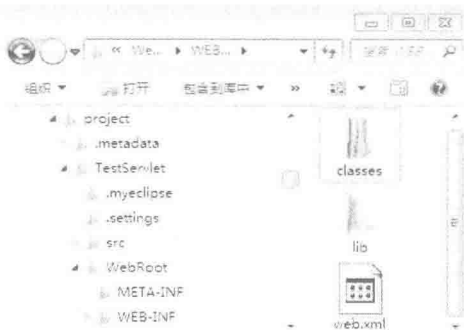 « We... ▸ WEB... ▸
组织 ▾ 打开 包含到库中 ▾ »
project
.metadata
TestServlet
.myeclipse
.settings
src
WebRoot
META-INF
WEB-INF
classes
lib
web.xml